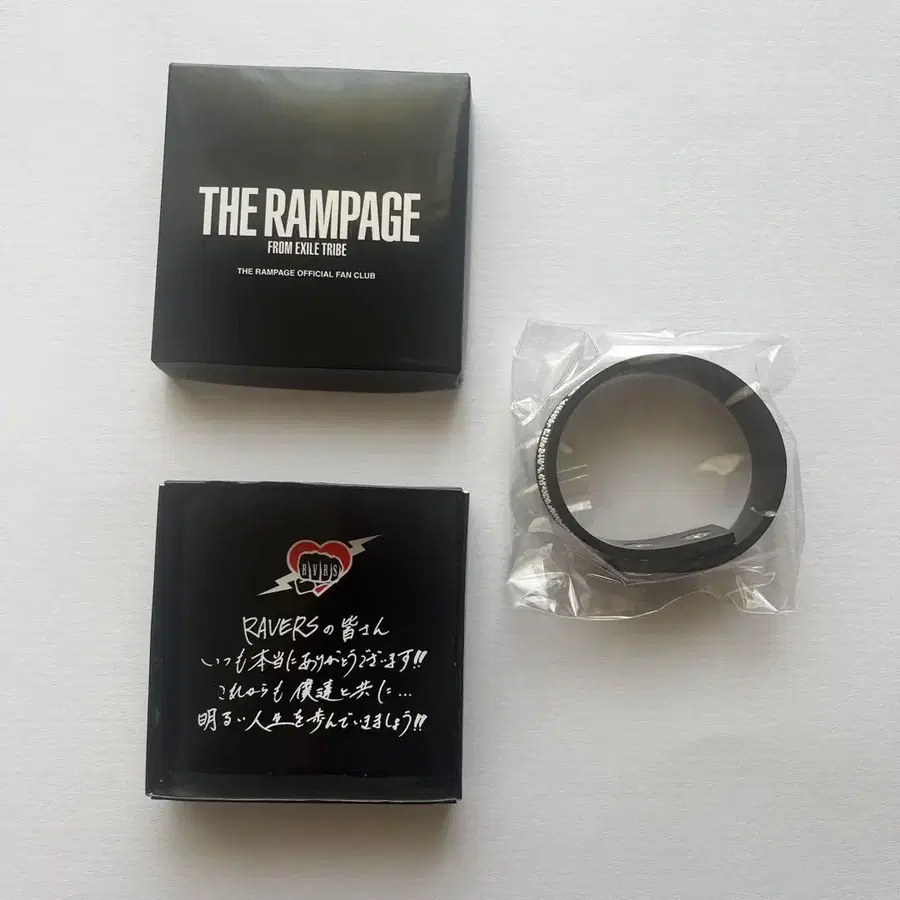 THE RAMPAGE
FROM EXILE TRIBE
THE RAMPAGE OFFICIAL FAN CLUB
RVRS
RAVERSの皆さん
いつも本当にありがとうございます!!
これからも僕達と共に...
明るい人生を歩んでいきましょう!!